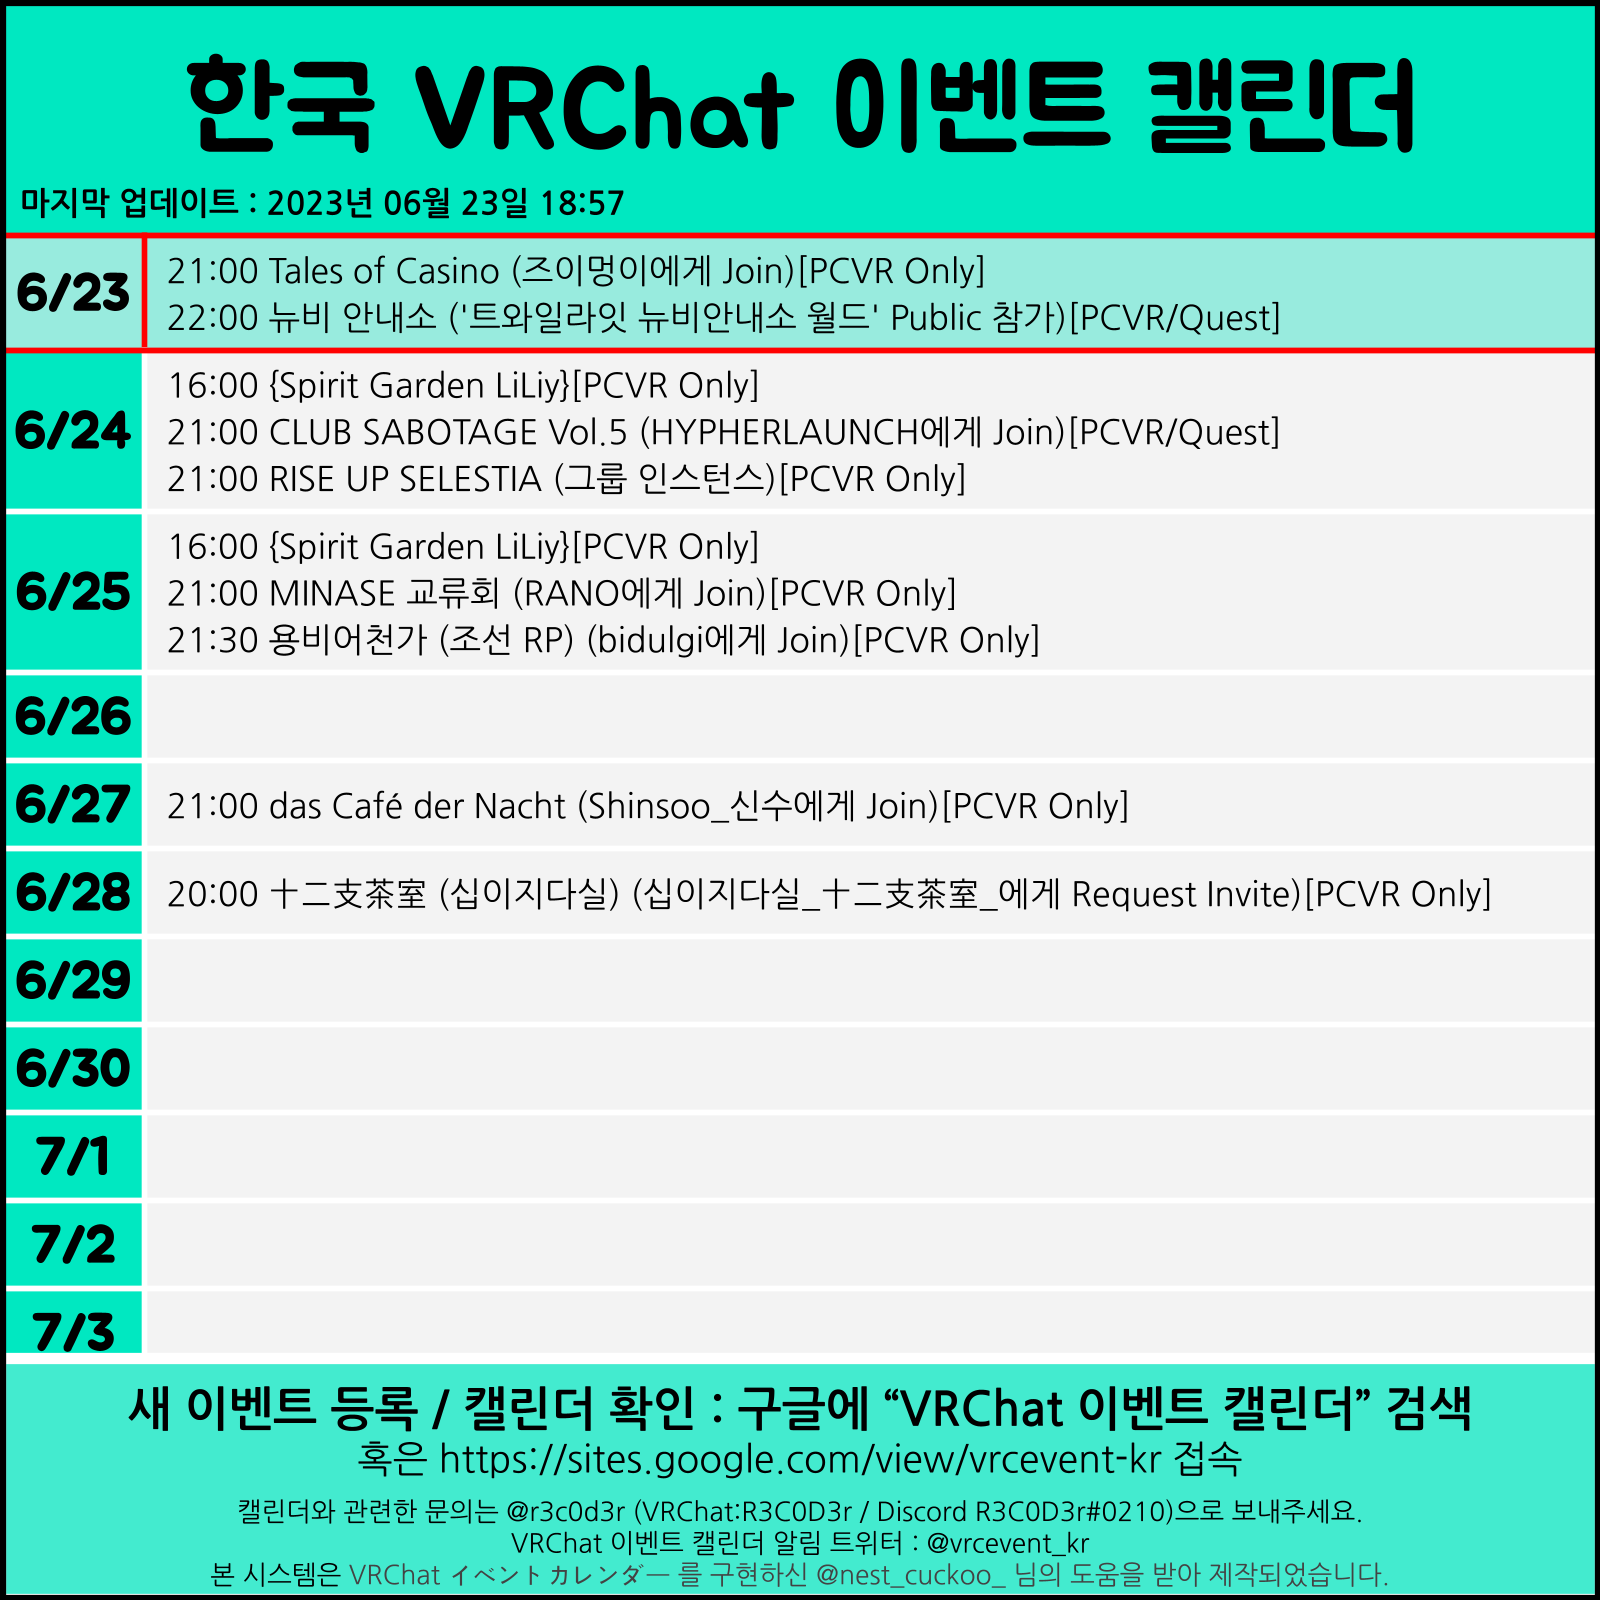 한국 VRChat 이벤트 캘린더
마지막 업데이트 : 2023년 06월 23일 18:57
6/23
21:00 Tales of Casino (즈이멍이에게 Join)[PCVR Only]
22:00 뉴비 안내소 ('트와일라잇 뉴비안내소 월드' Public 참가)[PCVR/Quest]
6/24
16:00 {Spirit Garden LiLiy}[PCVR Only]
21:00 CLUB SABOTAGE Vol.5 (HYPHERLAUNCH에게 Join)[PCVR/Quest]
21:00 RISE UP SELESTIA (그룹 인스턴스)[PCVR Only]
6/25
16:00 {Spirit Garden LiLiy}[PCVR Only]
21:00 MINASE 교류회 (RANO에게 Join)[PCVR Only]
21:30 용비어천가 (조선 RP) (bidulgi에게 Join)[PCVR Only]
6/26
6/27
21:00 das Café der Nacht (Shinsoo_신수에게 Join)[PCVR Only]
6/28
20:00 十二支茶室 (십이지다실) (십이지다실_十二支茶室_에게 Request Invite)[PCVR Only]
6/29
6/30
7/1
7/2
7/3
새 이벤트 등록 / 캘린더 확인 : 구글에 “VRChat 이벤트 캘린더” 검색
혹은 https://sites.google.com/view/vrcevent-kr 접속
캘린더와 관련한 문의는 @r3c0d3r (VRChat:R3C0D3r / Discord R3C0D3r#0210)으로 보내주세요.
VRChat 이벤트 캘린더 알림 트위터 : @vrcevent_kr
본 시스템은 VRChat イベントカレンダー 를 구현하신 @nest_cuckoo_ 님의 도움을 받아 제작되었습니다.